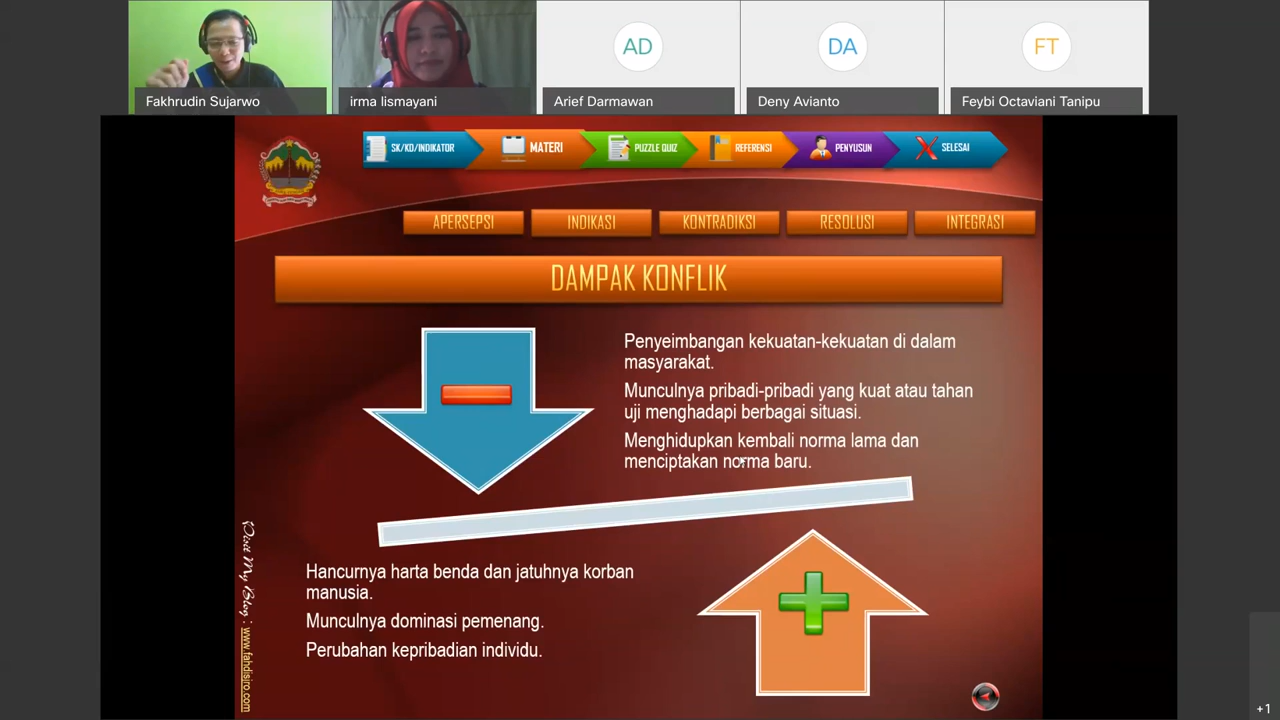 Fakhrudin Sujarwo
irma lismayani
AD
Arief Darmawan
DA
Deny Avianto
FT
Feybi Octaviani Tanipu
SK/KD/INDIKATOR
MATERI
PUZZLE QUIZ
REFERENSI
PENYUSUN
SELESAI
APERSEPSI
INDIKASI
KONTRADIKSI
RESOLUSI
INTEGRASI
DAMPAK KONFLIK
Penyeimbangan kekuatan-kekuatan di dalam
masyarakat.
Munculnya pribadi-pribadi yang kuat atau tahan
uji menghadapi berbagai situasi.
Menghidupkan kembali norma lama dan
menciptakan norma baru.
Hancurnya harta benda dan jatuhnya korban
manusia.
Munculnya dominasi pemenang.
Perubahan kepribadian individu.
Visit My Blog : www.fahdisjro.com
+1